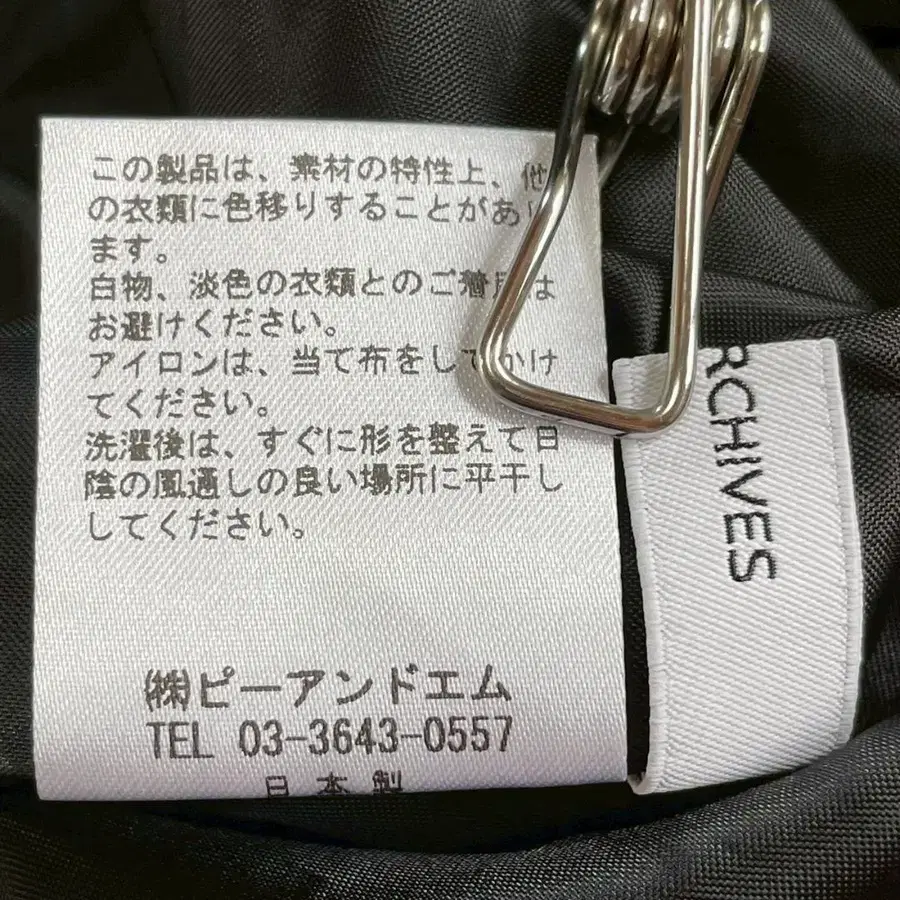 この製品は、素材の特性上、他
の衣類に色移りすることがあり
ます。
白物、淡色の衣類とのご着用は
お避けください。
アイロンは、当て布をしてかけ
てください。
洗濯後は、すぐに形を整えて日
陰の風通しの良い場所に平干し
してください。
㈱ピーアンドエム
TEL 03-3643-0557
日本製
RCHIVES